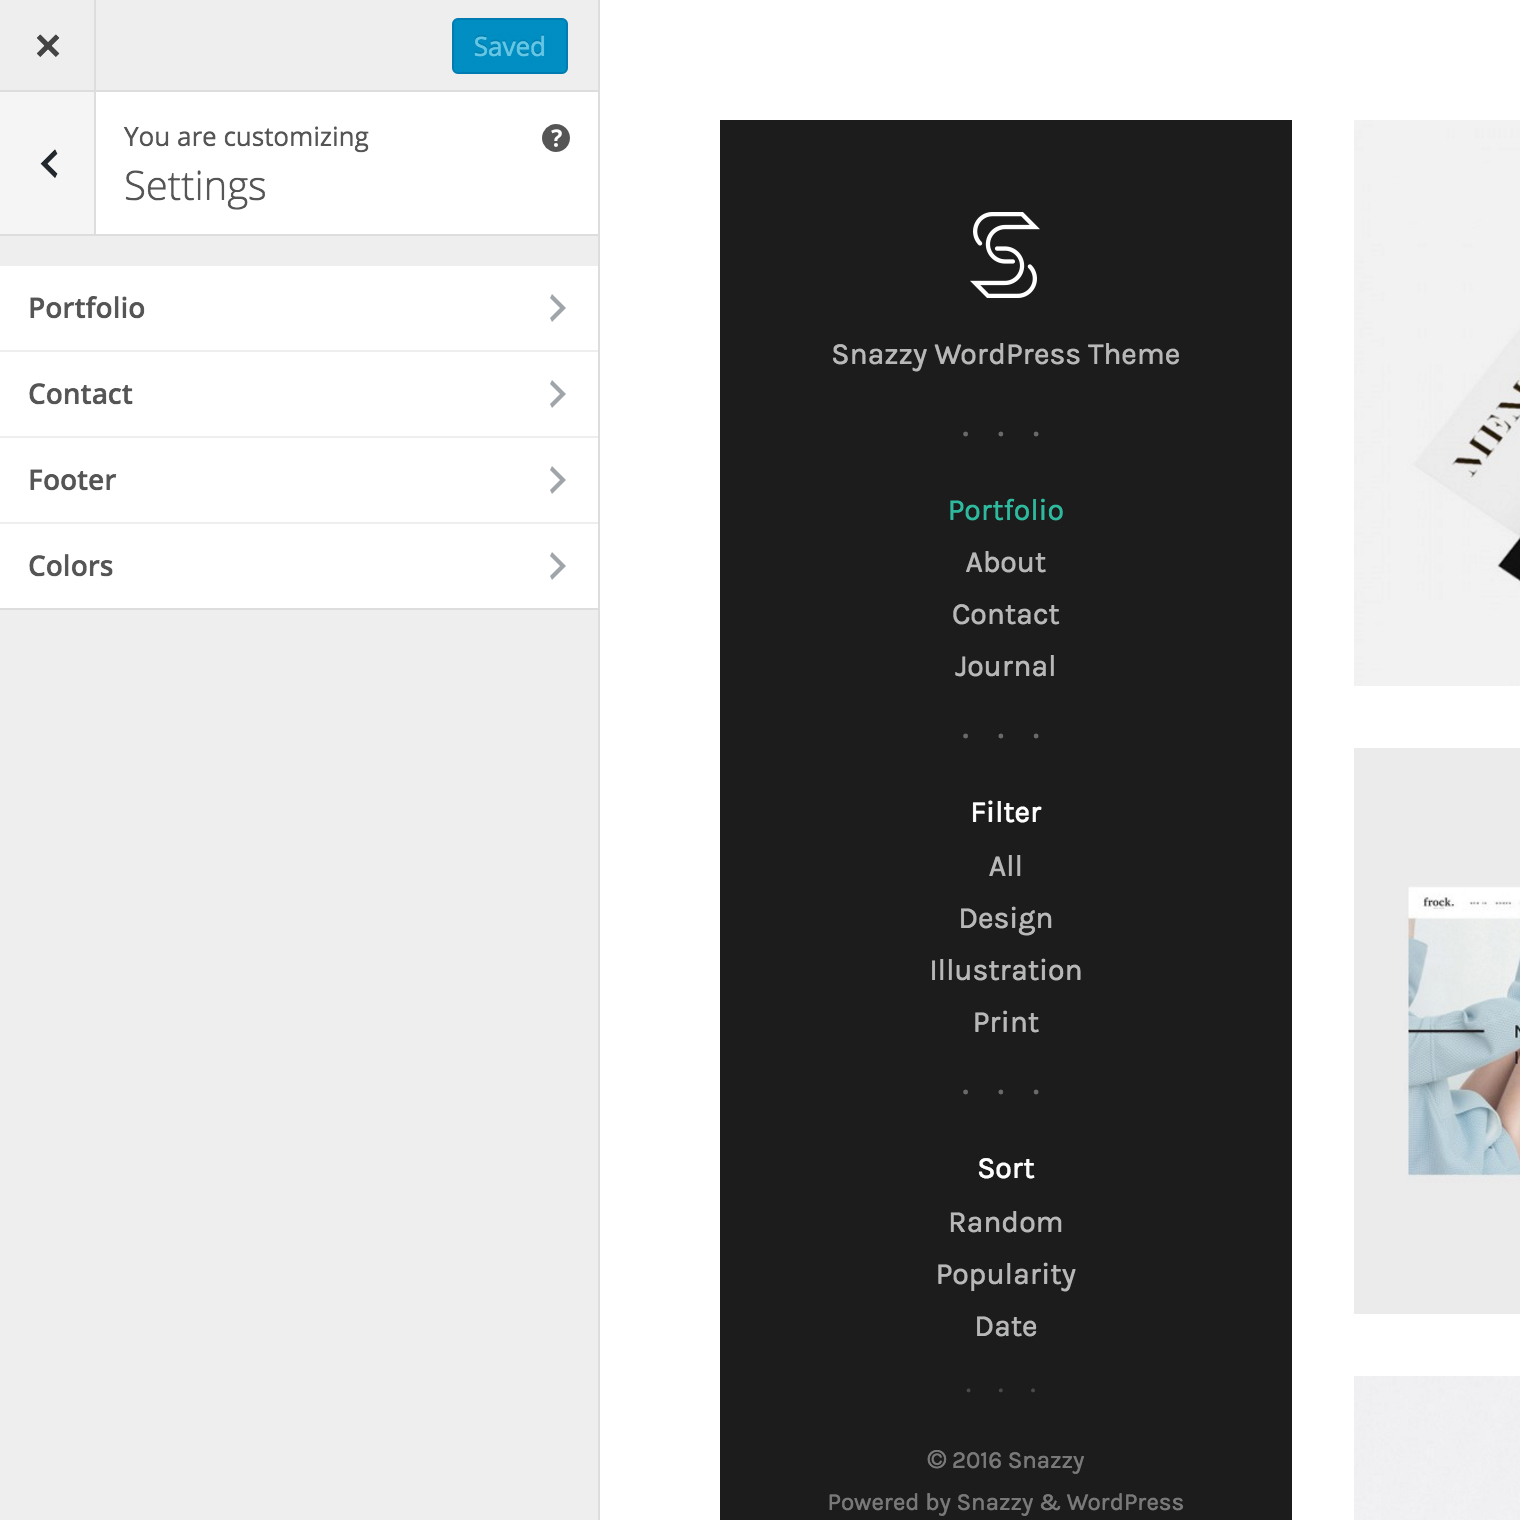 Saved
You are customizing
Settings
Portfolio
Contact
Footer
Colors
Snazzy WordPress Theme
Portfolio
About
Contact
Journal
Filter
All
Design
Illustration
Print
Sort
Random
Popularity
Date
© 2016 Snazzy
Powered by Snazzy & WordPress
frock.